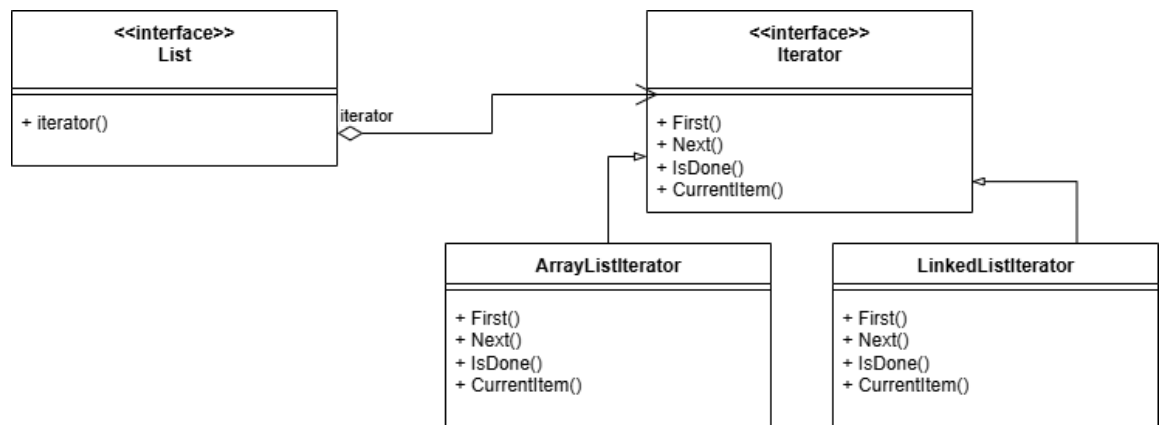 <<interface>>
List
+ iterator()
iterator
<<interface>>
Iterator
+ First()
+ Next()
+ IsDone()
+ CurrentItem()
ArrayListIterator
+ First()
+ Next()
+ IsDone()
+ CurrentItem()
LinkedListIterator
+ First()
+ Next()
+ IsDone()
+ CurrentItem()